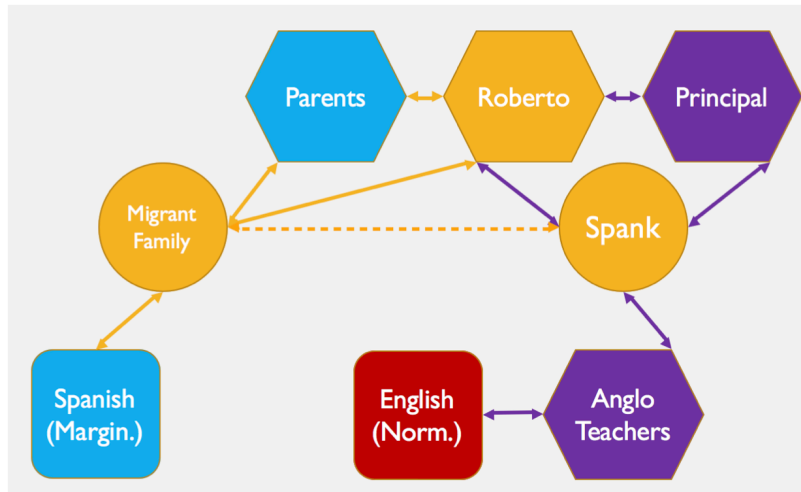 Parents
Roberto
Principal
Migrant
Family
Spank
Spanish
(Margin.)
English
(Norm.)
Anglo
Teachers